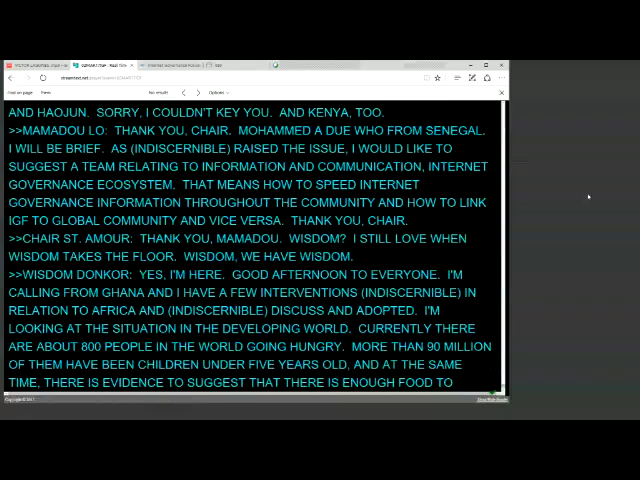 streamtext.net
Find on page
No results
Options
AND HAOJUN. SORRY, I COULDN'T KEY YOU. AND KENYA, TOO.
>>MAMADOU LO: THANK YOU, CHAIR. MOHAMMED A DUE WHO FROM SENEGAL.
I WILL BE BRIEF. AS (INDISCERNIBLE) RAISED THE ISSUE, I WOULD LIKE TO
SUGGEST A TEAM RELATING TO INFORMATION AND COMMUNICATION, INTERNET
GOVERNANCE ECOSYSTEM. THAT MEANS HOW TO SPEED INTERNET
GOVERNANCE INFORMATION THROUGHOUT THE COMMUNITY AND HOW TO LINK
IGF TO GLOBAL COMMUNITY AND VICE VERSA. THANK YOU, CHAIR.
>>CHAIR ST. AMOUR: THANK YOU, MAMADOU. WISDOM? I STILL LOVE WHEN
WISDOM TAKES THE FLOOR. WISDOM, WE HAVE WISDOM.
>>WISDOM DONKOR: YES, I'M HERE. GOOD AFTERNOON TO EVERYONE. I'M
CALLING FROM GHANA AND I HAVE A FEW INTERVENTIONS (INDISCERNIBLE) IN
RELATION TO AFRICA AND (INDISCERNIBLE) DISCUSS AND ADOPTED. I'M
LOOKING AT THE SITUATION IN THE DEVELOPING WORLD. CURRENTLY THERE
ARE ABOUT 800 PEOPLE IN THE WORLD GOING HUNGRY. MORE THAN 90 MILLION
OF THEM HAVE BEEN CHILDREN UNDER FIVE YEARS OLD, AND AT THE SAME
TIME, THERE IS EVIDENCE TO SUGGEST THAT THERE IS ENOUGH FOOD TO